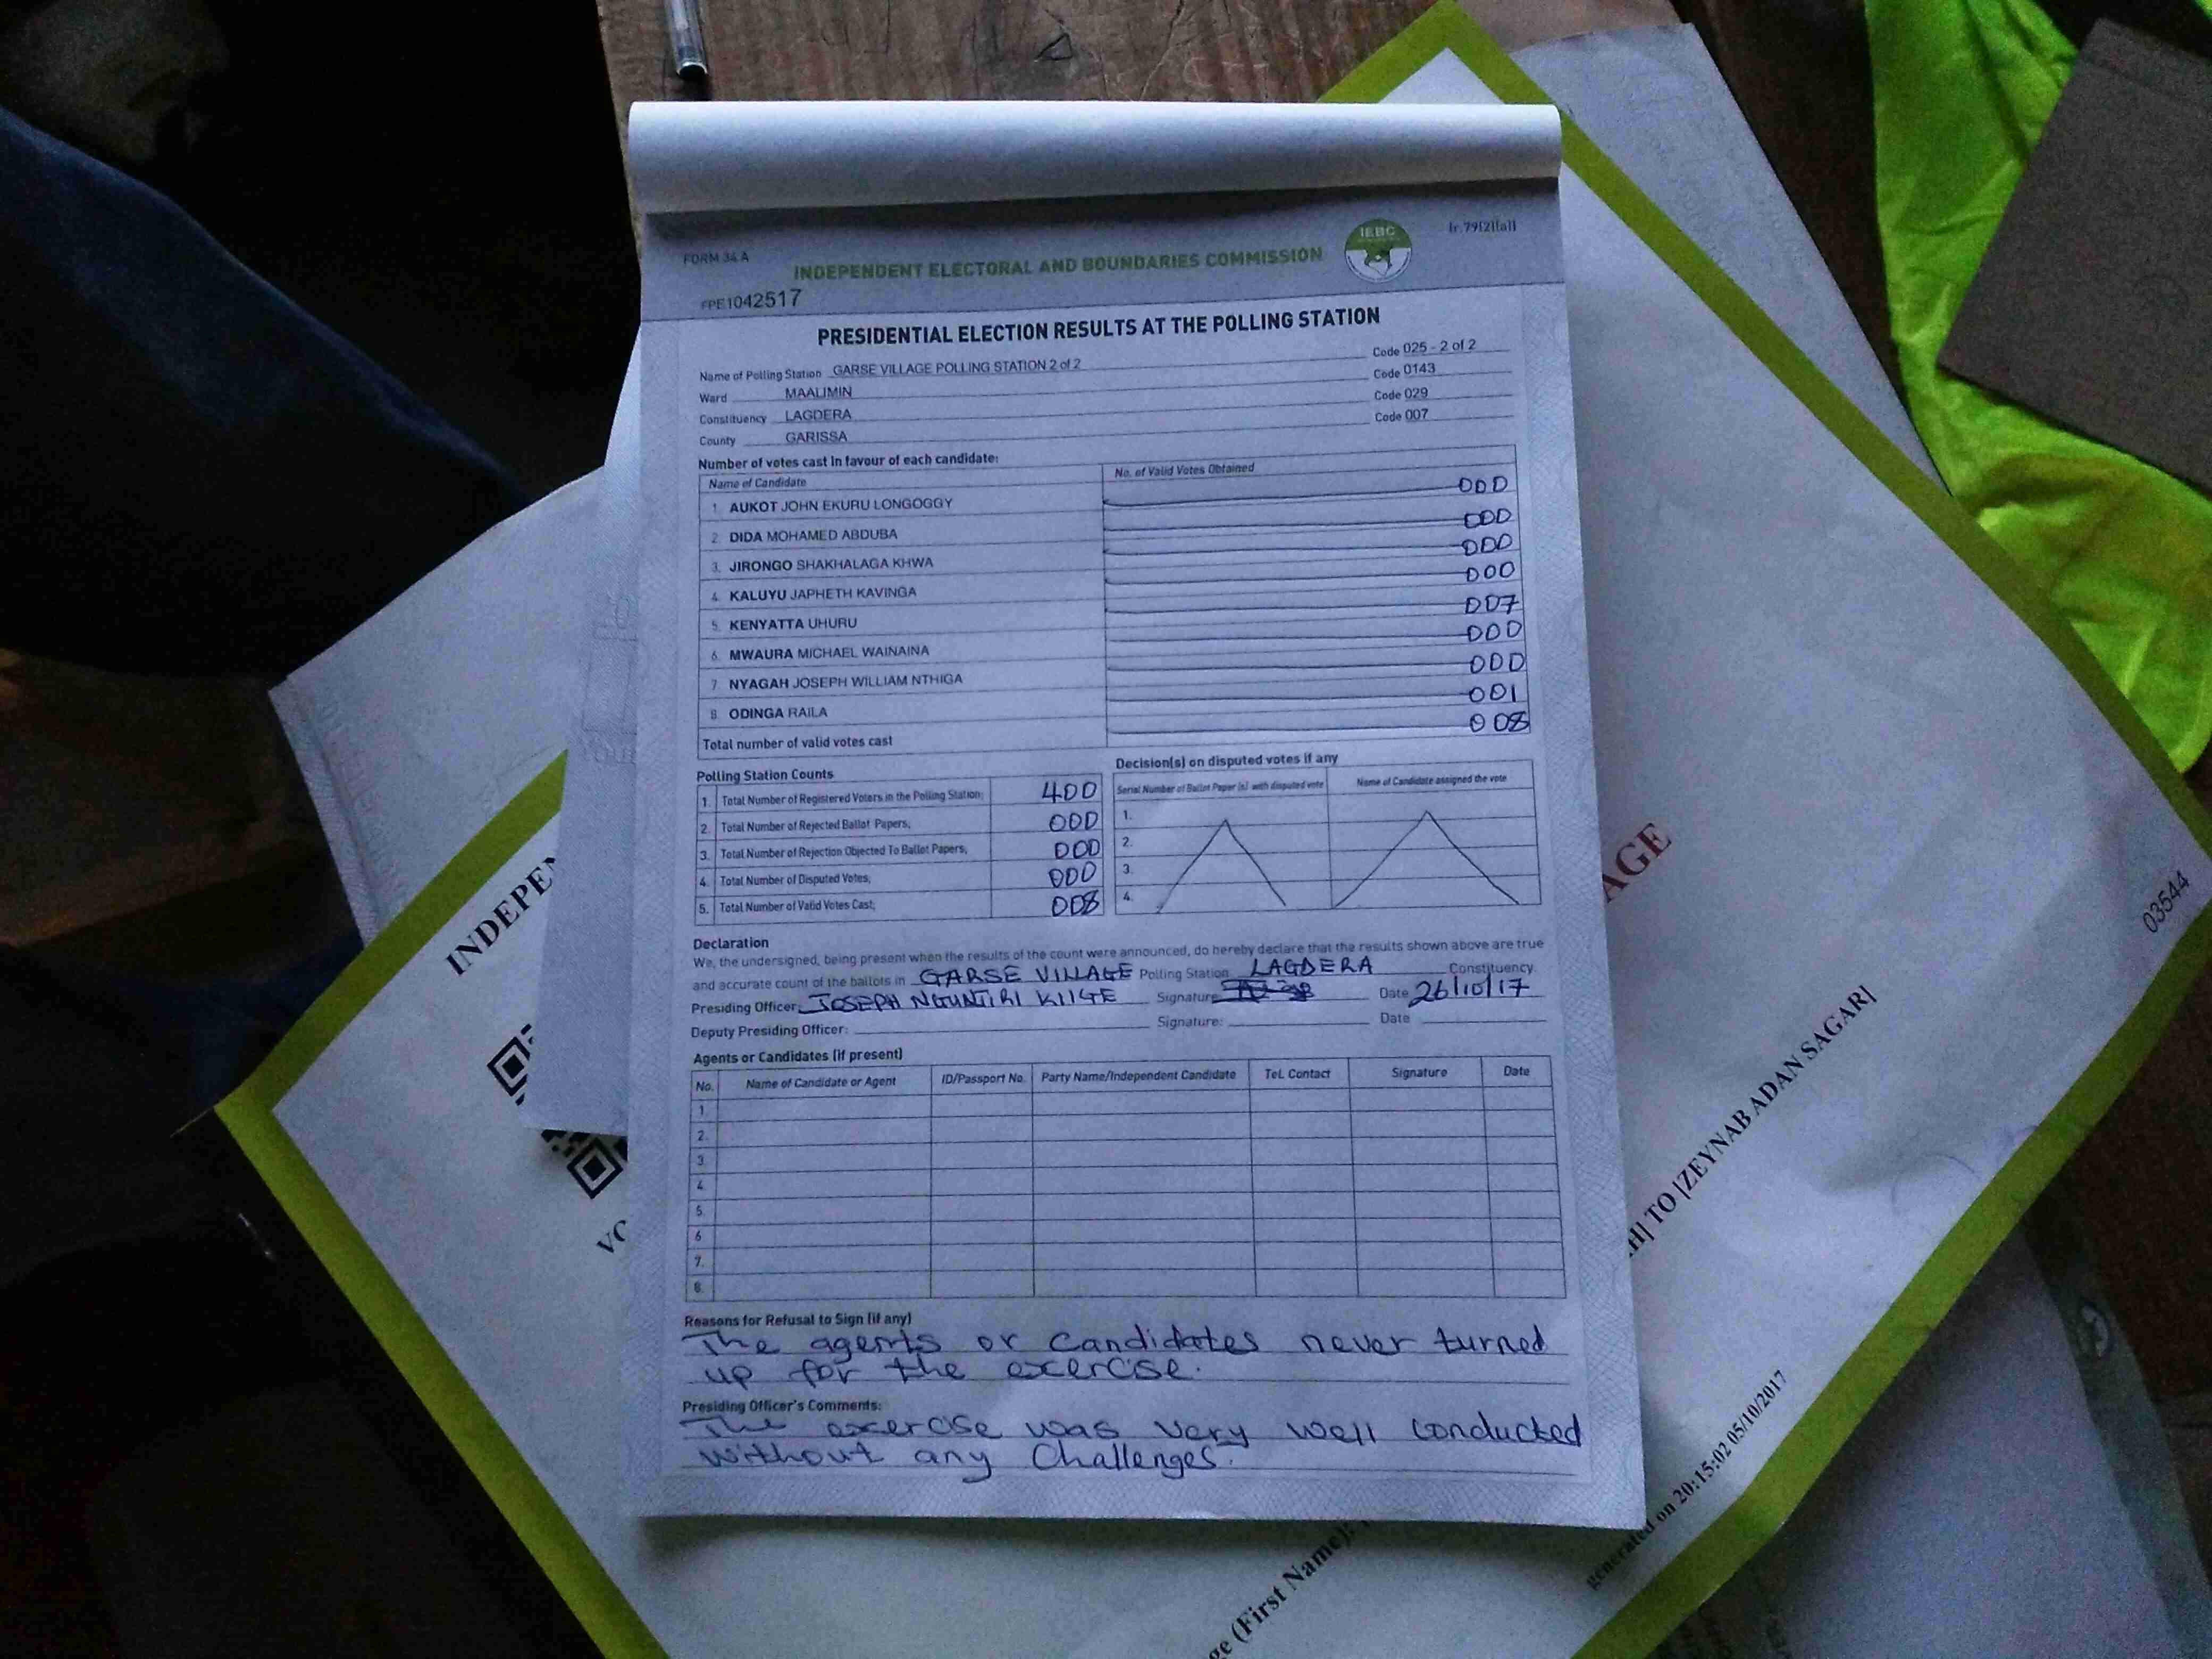 FORM 34 A
INDEPENDENT ELECTORAL AND BOUNDARIES COMMISSION
IEBC
(r.79(2)(a))
FPE1042517
PRESIDENTIAL ELECTION RESULTS AT THE POLLING STATION
Name of Polling Station GARSE VILLAGE POLLING STATION 2 of 2 Code 025 - 2 of 2
Ward MAALIMIN Code 0143
Constituency LAGDERA Code 029
County GARISSA Code 007
Number of votes cast in favour of each candidate:
Name of Candidate No. of Valid Votes Obtained
1. AUKOT JOHN EKURU LONGOGGY 000
2. DIDA MOHAMED ABDUBA 000
3. JIRONGO SHAKHALAGA KHWA 000
4. KALUYU JAPHETH KAVINGA 000
5. KENYATTA UHURU 007
6. MWAURA MICHAEL WAINAINA 000
7. NYAGAH JOSEPH WILLIAM NTHIGA 000
8. ODINGA RAILA 001
Total number of valid votes cast 008
Polling Station Counts
1. Total Number of Registered Voters in the Polling Station; 400
2. Total Number of Rejected Ballot Papers; 000
3. Total Number of Rejection Objected To Ballot Papers; 000
4. Total Number of Disputed Votes; 000
5. Total Number of Valid Votes Cast; 008
Decision(s) on disputed votes if any
Serial Number of Ballot Paper (s) with disputed vote Name of Candidate assigned the vote
1.
2.
3.
4.
Declaration
We, the undersigned, being present when the results of the count were announced, do hereby declare that the results shown above are true
and accurate count of the ballots in GARSE VILLAGE Polling Station LAGDERA Constituency.
Presiding Officer: JOSEPH NGUNJIRI KIIGE Signature Date 26/10/17
Deputy Presiding Officer: Signature: Date
Agents or Candidates (if present)
No. Name of Candidate or Agent ID/Passport No. Party Name/Independent Candidate Tel. Contact Signature Date
1
2.
3
4.
5.
6
7.
8.
Reasons for Refusal to Sign (if any)
The agents or candidates never turned
up for the exercise.
Presiding Officer's Comments:
The exercise was very well conducted
without any challenges.
INDEPEN
AGE
03544
H] TO [ZEYNAB ADAN SAGAR]
generated on 20:15:02 05/10/2017
ge (First Name):